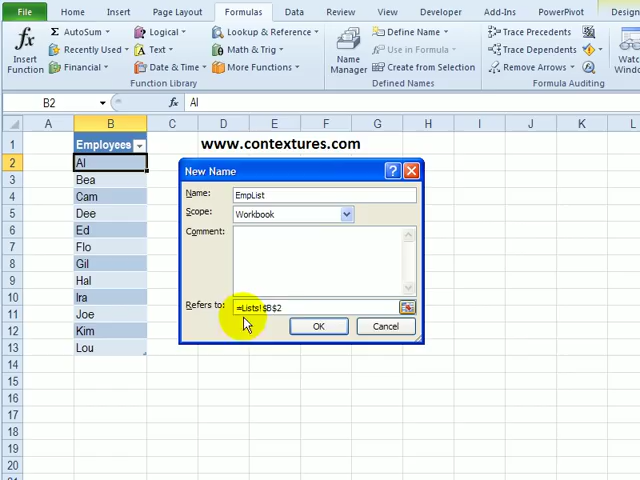 File Home Insert Page Layout Formulas Data Review View Developer Add-Ins PowerPivot Design
fx Insert Function
Σ AutoSum Logical Lookup & Reference Name Manager Define Name Trace Precedents Watch
Recently Used Text Math & Trig Use in Formula Trace Dependents
Financial Date & Time More Functions Create from Selection Remove Arrows
Function Library Defined Names Formula Auditing
B2 fx Al
A B C D E F G H I J K L
1 Employees www.contextures.com
2 Al
3 Bea
4 Cam
5 Dee
6 Ed
7 Flo
8 Gil
9 Hal
10 Ira
11 Joe
12 Kim
13 Lou
14
15
16
17
18
19
20
New Name
Name: EmpList
Scope: Workbook
Comment:
Refers to: =Lists!$B$2
OK Cancel